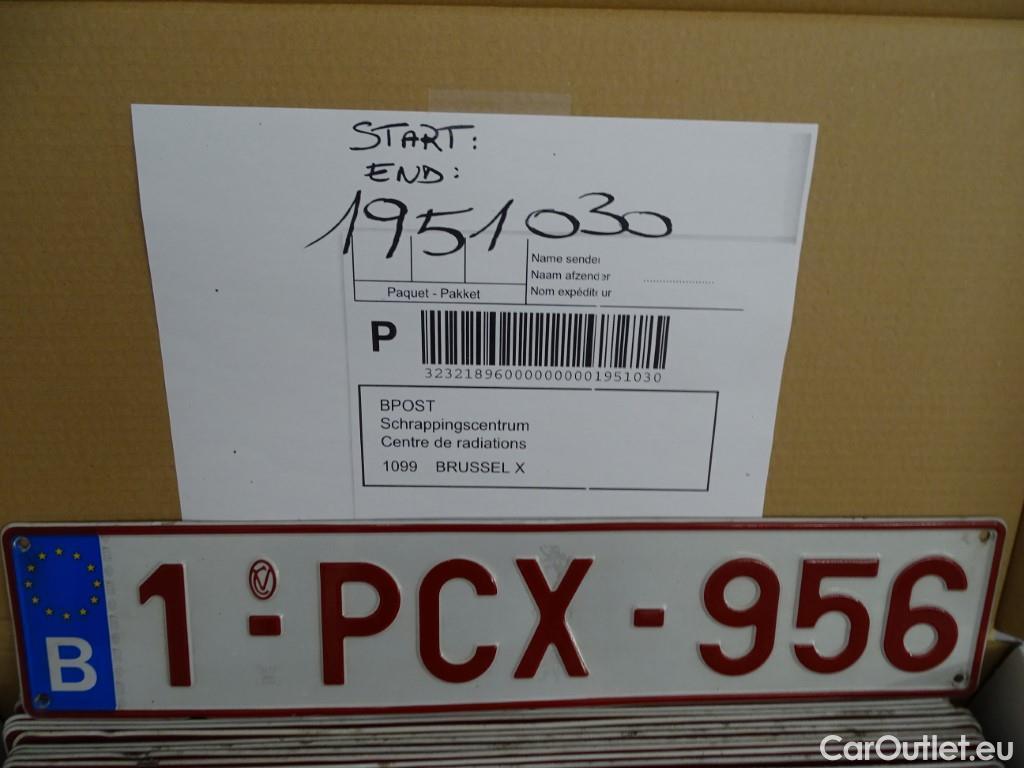 START:
END:
1951030
Name sender
Naam afzender
Nom expéditeur
Paquet - Pakket
P
3232189600000000001951030
BPOST
Schrappingscentrum
Centre de radiations
1099 BRUSSEL X
B
1-PCX-956
CarOutlet.eu